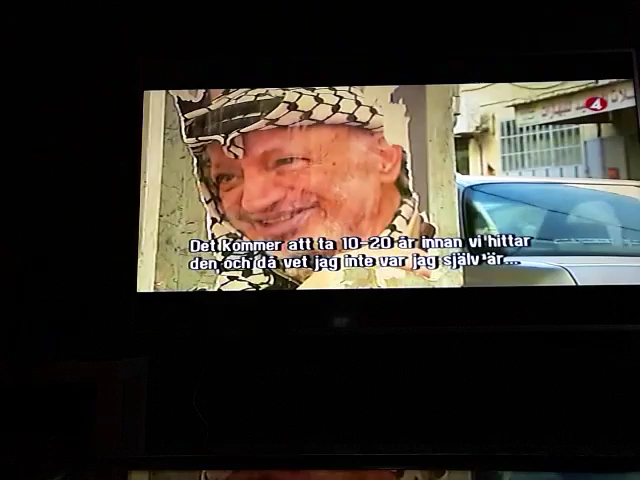 4
Det kommer att ta 10-20 år innan vi hittar
den, och då vet jag inte var jag själv är...